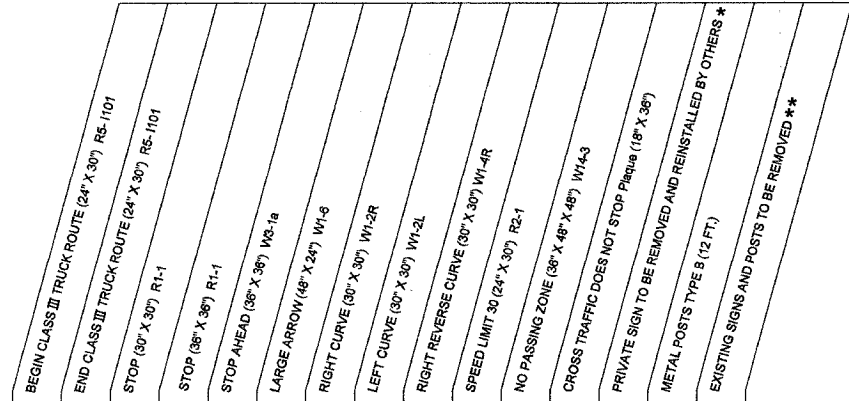 BEGIN CLASS III TRUCK ROUTE (24" X 30") R5-I101
END CLASS III TRUCK ROUTE (24" X 30") R5-I101
STOP (30" X 30") R1-1
STOP (36" X 36") R1-1
STOP AHEAD (36" X 36") W3-1a
LARGE ARROW (48" X 24") W1-6
RIGHT CURVE (30" X 30") W1-2R
LEFT CURVE (30" X 30") W1-2L
RIGHT REVERSE CURVE (30" X 30") W1-4R
SPEED LIMIT 30 (24" X 30") R2-1
NO PASSING ZONE (36" X 48" X 48") W14-3
CROSS TRAFFIC DOES NOT STOP Plaque (18" X 36")
PRIVATE SIGN TO BE REMOVED AND REINSTALLED BY OTHERS *
METAL POSTS TYPE B (12 FT.)
EXISTING SIGNS AND POSTS TO BE REMOVED **